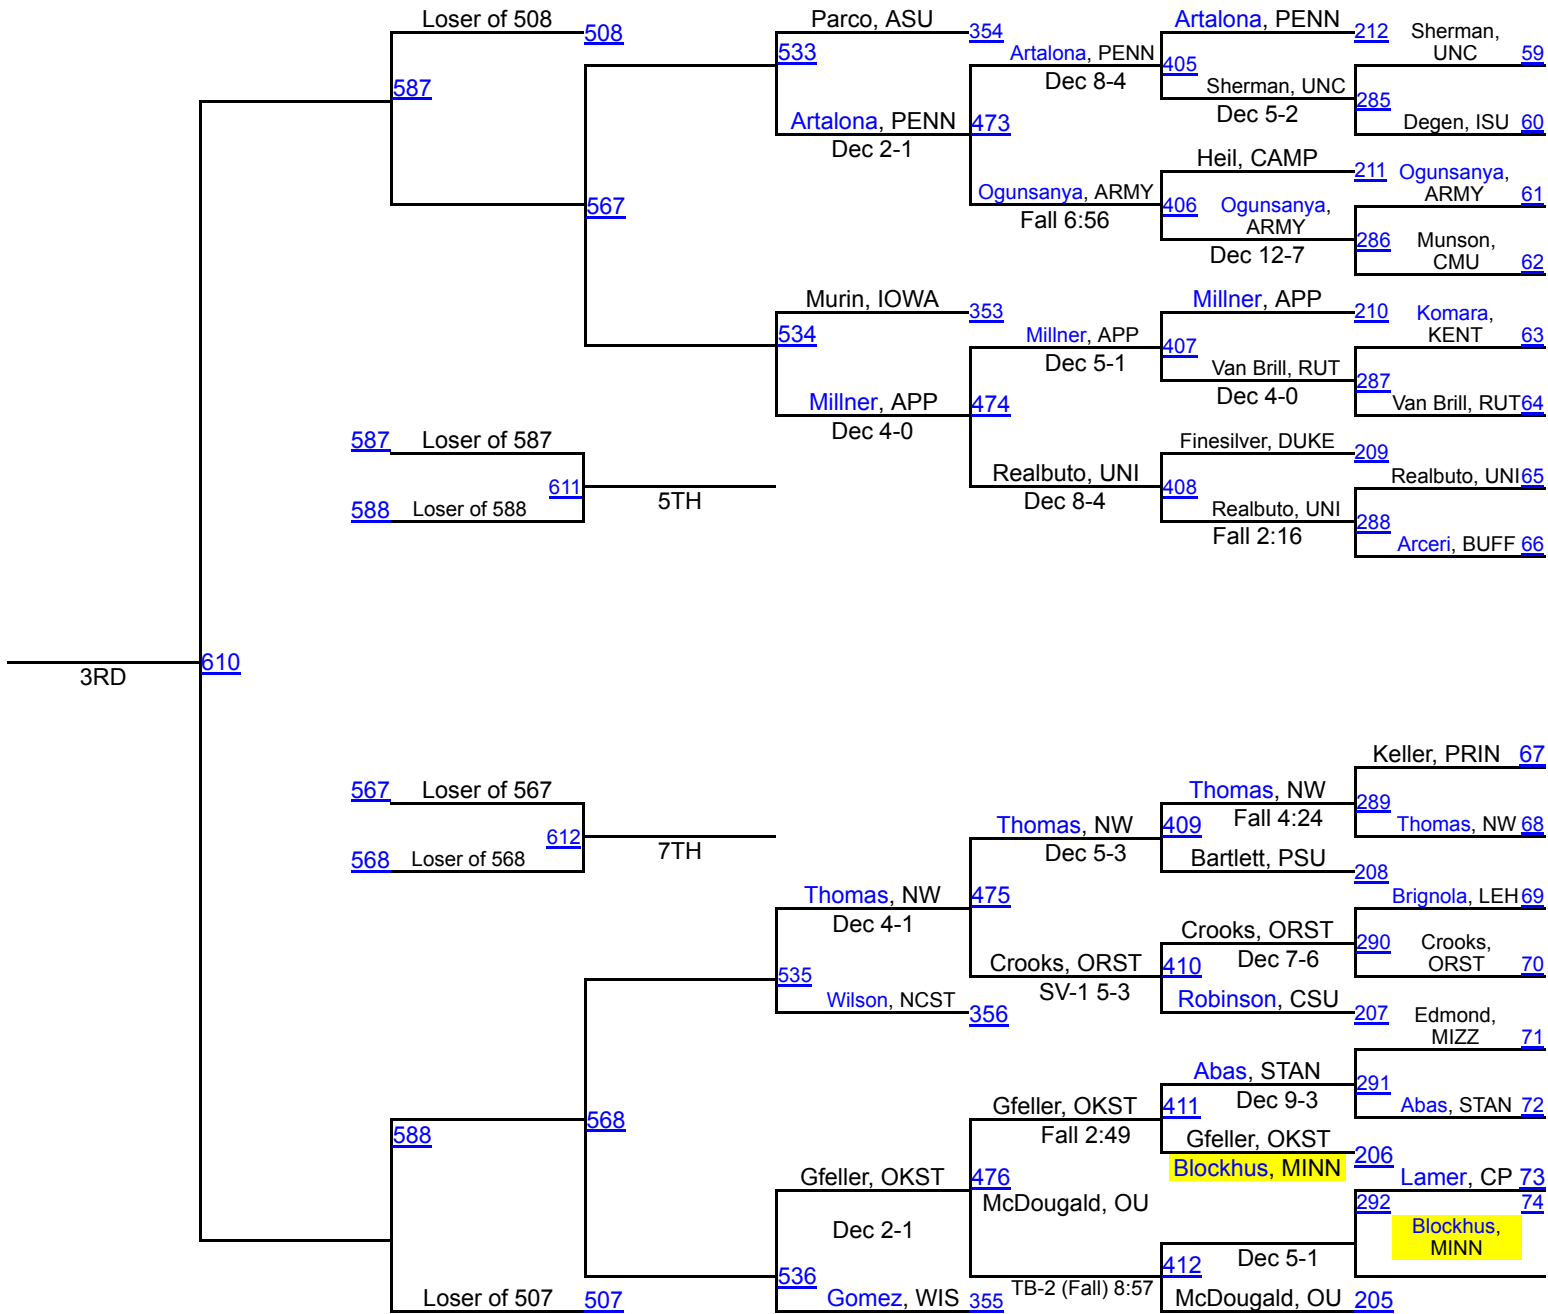 Loser of 508
508
Parco, ASU
354
Artalona, PENN
212
Sherman,
UNC
59
533
Artalona, PENN
Dec 8-4
405
587
Sherman, UNC
Dec 5-2
285
Degen, ISU
60
Artalona, PENN
Dec 2-1
473
Heil, CAMP
211
Ogunsanya,
ARMY
61
Ogunsanya, ARMY
Fall 6:56
406
Ogunsanya,
ARMY
Dec 12-7
286
Munson,
CMU
62
567
Murin, IOWA
353
Millner, APP
210
Komara,
KENT
63
534
Millner, APP
Dec 5-1
407
Van Brill, RUT
Dec 4-0
287
Van Brill, RUT
64
Millner, APP
Dec 4-0
474
587
Loser of 587
Finesilver, DUKE
209
Realbuto, UNI
Dec 8-4
408
Realbuto, UNI
65
611
5TH
588
Loser of 588
Realbuto, UNI
Fall 2:16
288
Arceri, BUFF
66
610
3RD
Keller, PRIN
67
567
Loser of 567
Thomas, NW
Fall 4:24
289
Thomas, NW
68
612
7TH
Thomas, NW
Dec 5-3
409
568
Loser of 568
Bartlett, PSU
208
Thomas, NW
Dec 4-1
475
Brignola, LEH
69
Crooks, ORST
Dec 7-6
290
Crooks,
ORST
70
Crooks, ORST
SV-1 5-3
410
535
Wilson, NCST
356
Robinson, CSU
207
Edmond,
MIZZ
71
Abas, STAN
Dec 9-3
291
Abas, STAN
72
588
568
Gfeller, OKST
Fall 2:49
411
Gfeller, OKST
206
Blockhus, MINN
Gfeller, OKST
476
Lamer, CP
73
McDougald, OU
292
74
Dec 2-1
Blockhus,
MINN
536
TB-2 (Fall) 8:57
412
Dec 5-1
Loser of 507
507
Gomez, WIS
355
McDougald, OU
205